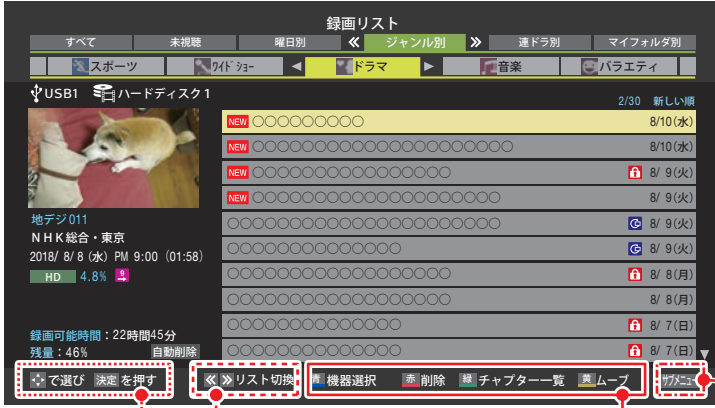 録画リスト
すべて 未視聴 曜日別 ≪ ジャンル別 ≫ 連ドラ別 マイフォルダ別
スポーツ ワイドショー ◀ ドラマ ▶ 音楽 バラエティ
USB1 ハードディスク1
2/30 新しい順
NEW ○○○○○○○○○ 8/10(水)
NEW ○○○○○○○○○○○○○○○○○○○○○ 8/10(水)
NEW ○○○○○○○○○○○○○○○○ 8/ 9(火)
NEW ○○○○○○○○○○○○○○○○○○○○ 8/ 9(火)
○○○○○○○○○○○○○○○○○○○○○○ 8/ 9(火)
○○○○○○○○○○○○○○ 8/ 9(火)
○○○○○○○○○○○○○○○○○○ 8/ 8(月)
○○○○○○○○○○○○○○○○○○ 8/ 8(月)
○○○○○○○○○○○○○○ 8/ 7(日)
○○○○○○○○○○○○○○ 8/ 7(日)
地デジ011
NHK総合・東京
2018/ 8/ 8 (水) PM 9:00 (01:58)
HD 4.8% 9
録画可能時間：22時間45分
残量：46% 自動削除
で選び 決定 を押す ≪ ≫ リスト切換 青 機器選択 赤 削除 緑 チャプター一覧 黄 ムーブ サブメニュー